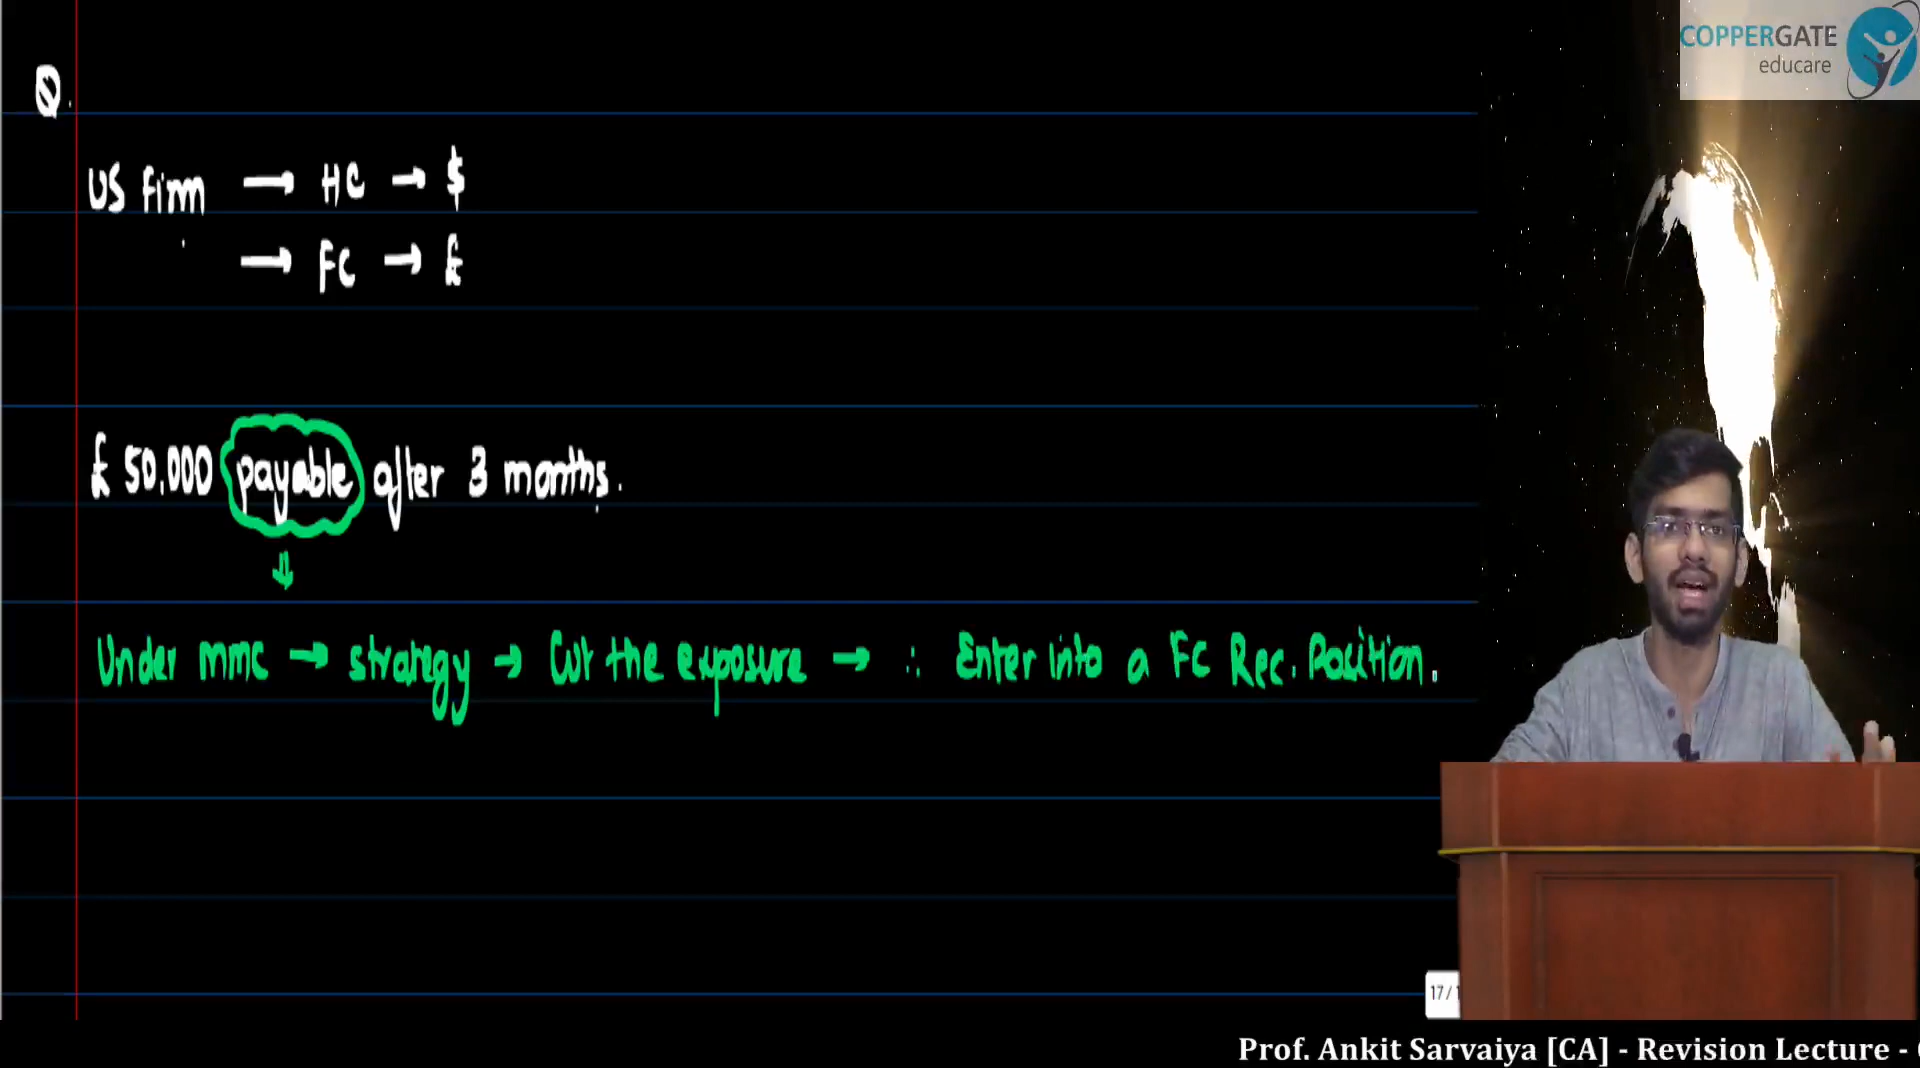 COPPERGATE
educare
Q.
US firm → HC → $
→ FC → £
£ 50,000 payable after 3 months.
↓
Under mmc → strategy → Cut the exposure → ∴ Enter into a FC Rec. Position.
17/1
Prof. Ankit Sarvaiya [CA] - Revision Lecture -